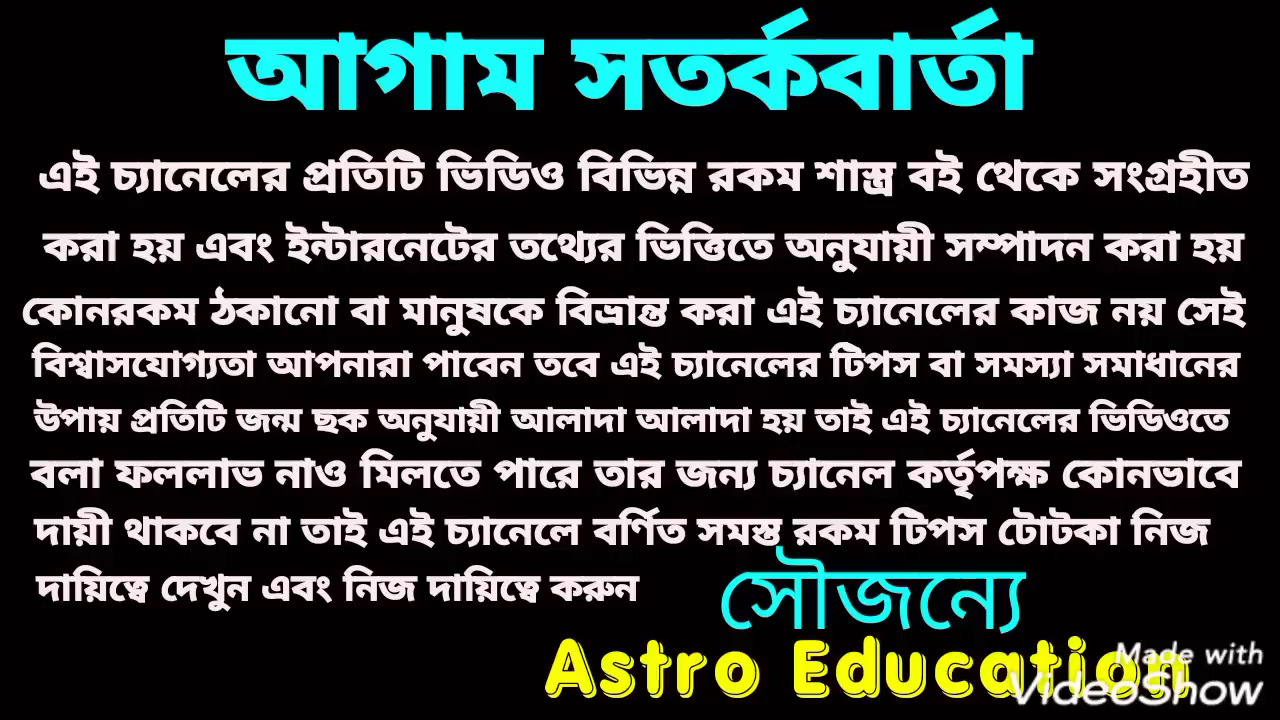 আগাম সতর্কবার্তা
এই চ্যানেলের প্রতিটি ভিডিও বিভিন্ন রকম শাস্ত্র বই থেকে সংগ্রহীত
করা হয় এবং ইন্টারনেটের তথ্যের ভিত্তিতে অনুযায়ী সম্পাদন করা হয়
কোনরকম ঠকানো বা মানুষকে বিভ্রান্ত করা এই চ্যানেলের কাজ নয় সেই
বিশ্বাসযোগ্যতা আপনারা পাবেন তবে এই চ্যানেলের টিপস বা সমস্যা সমাধানের
উপায় প্রতিটি জন্ম ছক অনুযায়ী আলাদা আলাদা হয় তাই এই চ্যানেলের ভিডিওতে
বলা ফললাভ নাও মিলতে পারে তার জন্য চ্যানেল কর্তৃপক্ষ কোনভাবে
দায়ী থাকবে না তাই এই চ্যানেলে বর্ণিত সমস্ত রকম টিপস টোটকা নিজ
দায়িত্বে দেখুন এবং নিজ দায়িত্বে করুন
সৌজন্যে
Astro Education
Made with
VideoShow